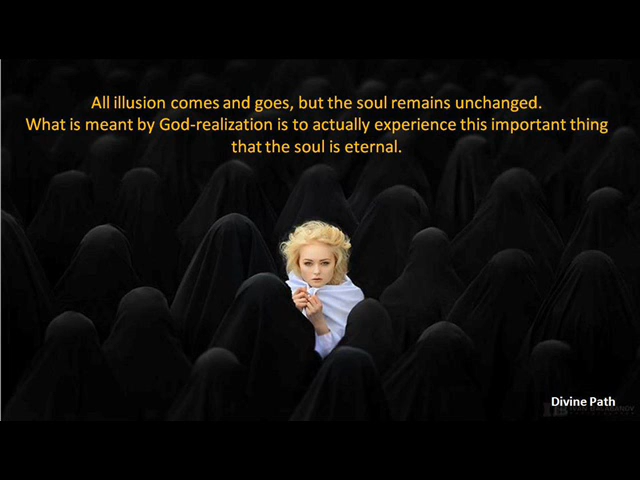 All illusion comes and goes, but the soul remains unchanged.
What is meant by God-realization is to actually experience this important thing
that the soul is eternal.
Divine Path